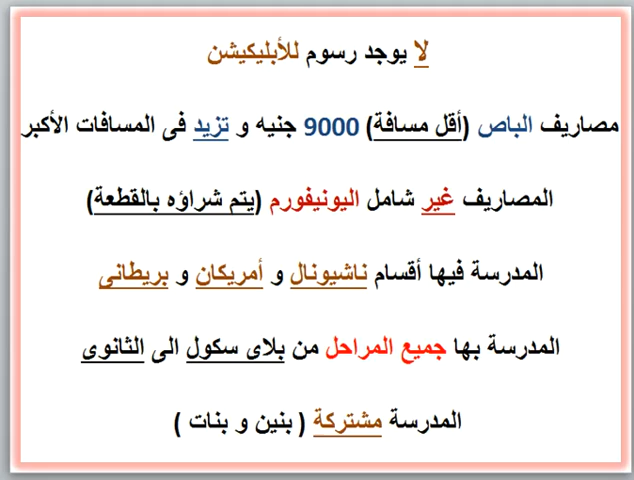 لا يوجد رسوم للأبليكيشن
مصاريف الباص (أقل مسافة) 9000 جنيه و تزيد فى المسافات الأكبر
المصاريف غير شامل اليونيفورم (يتم شراؤه بالقطعة)
المدرسة فيها أقسام ناشيونال و أمريكان و بريطانى
المدرسة بها جميع المراحل من بلاى سكول الى الثانوى
المدرسة مشتركة ( بنين و بنات )